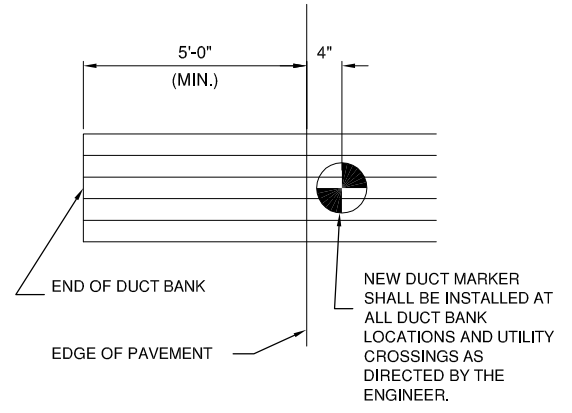 5'-0"
(MIN.)
4"
END OF DUCT BANK
EDGE OF PAVEMENT
NEW DUCT MARKER
SHALL BE INSTALLED AT
ALL DUCT BANK
LOCATIONS AND UTILITY
CROSSINGS AS
DIRECTED BY THE
ENGINEER.